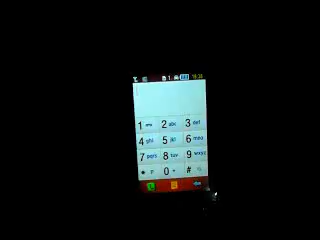 1
2 abc
3 def
4 ghi
5 jkl
6 mno
7 pqrs
8 tuv
9 wxyz
0 +
#